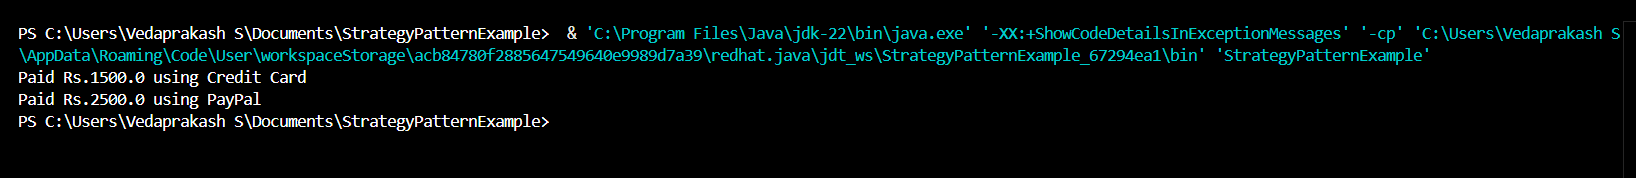 PS C:\Users\Vedaprakash S\Documents\StrategyPatternExample>  & 'C:\Program Files\Java\jdk-22\bin\java.exe' '-XX:+ShowCodeDetailsInExceptionMessages' '-cp' 'C:\Users\Vedaprakash S
\AppData\Roaming\Code\User\workspaceStorage\acb84780f2885647549640e9989d7a39\redhat.java\jdt_ws\StrategyPatternExample_67294ea1\bin' 'StrategyPatternExample'
Paid Rs.1500.0 using Credit Card
Paid Rs.2500.0 using PayPal
PS C:\Users\Vedaprakash S\Documents\StrategyPatternExample>